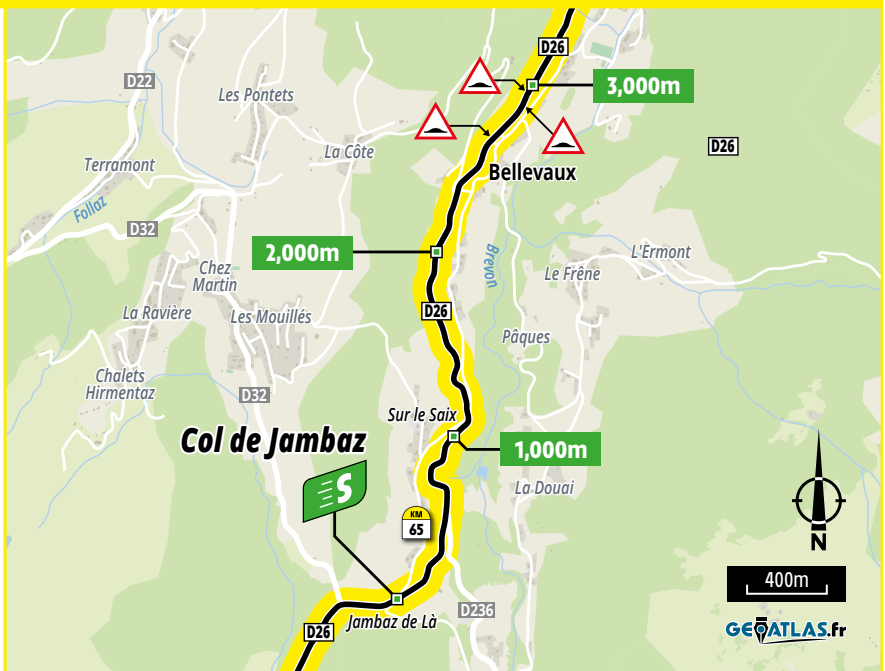 D26
D22
3,000m
Les Pontets
D26
La Côte
Terramont
Bellevaux
Follaz
D32
2,000m
Brevon
L'Ermont
Chez
Martin
Le Frêne
La Ravière
D26
Les Mouillés
Pâques
Chalets
Hirmentaz
D32
Sur le Saix
Col de Jambaz
1,000m
S
La Douai
KM
65
N
400m
D236
Jambaz de Là
D26
GEOATLAS.fr